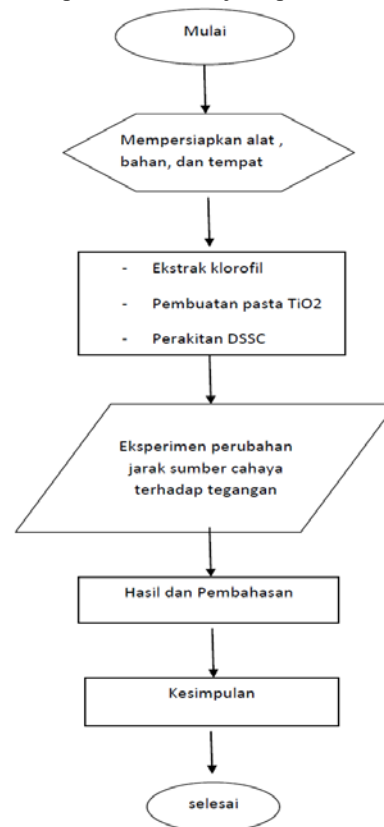 Mulai
Mempersiapkan alat ,
bahan, dan tempat
- Ekstrak klorofil
- Pembuatan pasta TiO2
- Perakitan DSSC
Eksperimen perubahan
jarak sumber cahaya
terhadap tegangan
Hasil dan Pembahasan
Kesimpulan
selesai